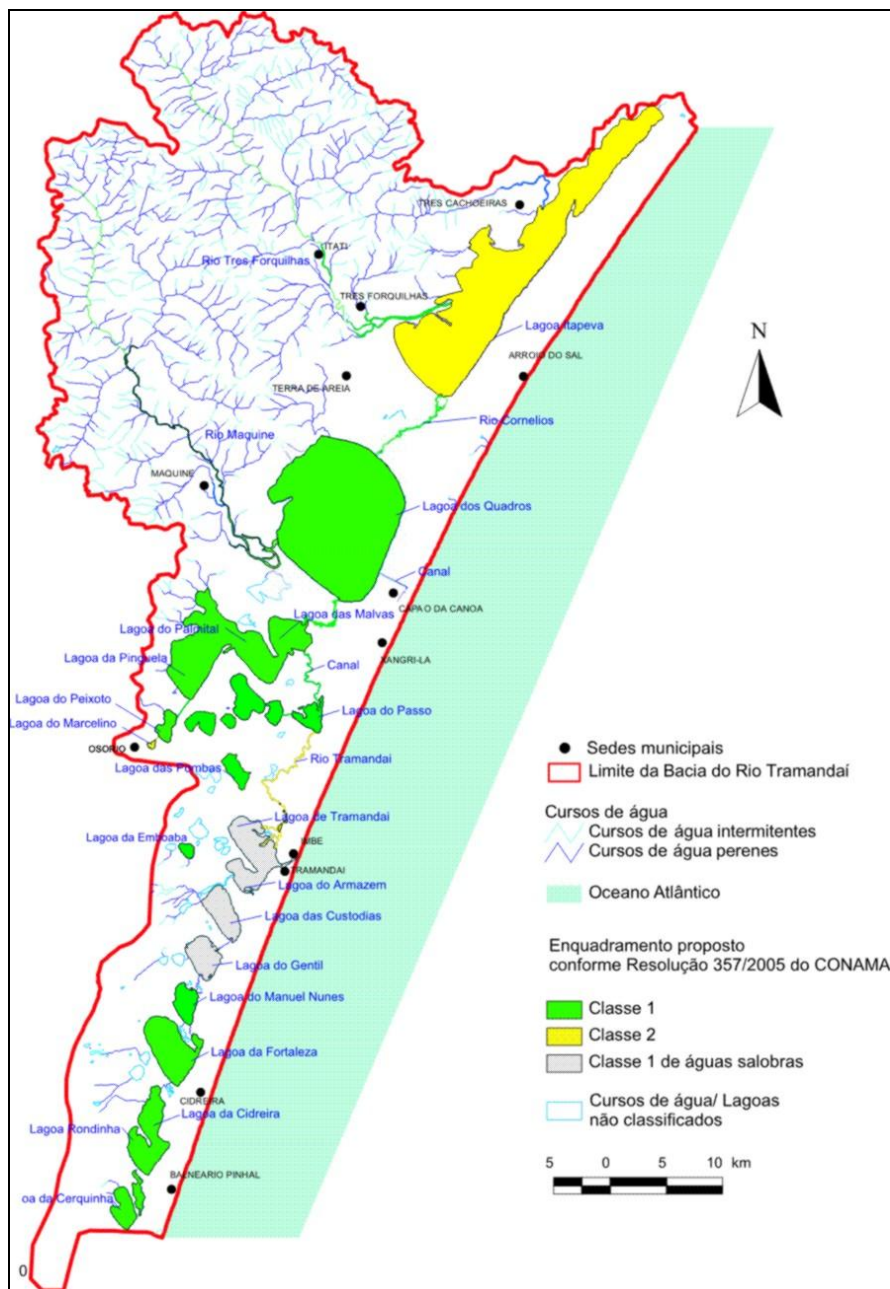 TRES CACHOEIRAS
ITATI
Rio Tres Forquilhas
TRES FORQUILHAS
Lagoa Itapeva
N
ARROIO DO SAL
TERRA DE AREIA
Rio Cornelios
Rio Maquine
MAQUINE
Lagoa dos Quadros
Canal
CAPAO DA CANOA
Lagoa das Malvas
Lagoa do Palmital
XANGRI-LA
Lagoa da Pinguela
Canal
Lagoa do Peixoto
Lagoa do Passo
Lagoa do Marcelino
OSORIO
Rio Tramandai
Lagoa das Pombas
Lagoa de Tramandai
Lagoa da Emboaba
IMBE
TRAMANDAI
Lagoa do Armazem
Lagoa das Custodias
Lagoa do Gentil
Lagoa do Manuel Nunes
Lagoa da Fortaleza
CIDREIRA
Lagoa da Cidreira
Lagoa Rondinha
BALNEARIO PINHAL
oa da Cerquinha
0
Sedes municipais
Limite da Bacia do Rio Tramandaí
Cursos de água
Cursos de água intermitentes
Cursos de água perenes
Oceano Atlântico
Enquadramento proposto
conforme Resolução 357/2005 do CONAMA
Classe 1
Classe 2
Classe 1 de águas salobras
Cursos de água/ Lagoas
não classificados
5 0 5 10 km